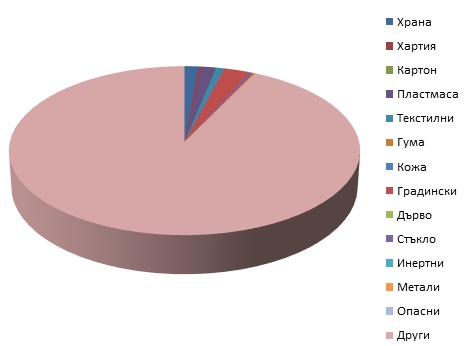 Храна
Хартия
Картон
Пластмаса
Текстилни
Гума
Кожа
Градински
Дърво
Стъкло
Инертни
Метали
Опасни
Други